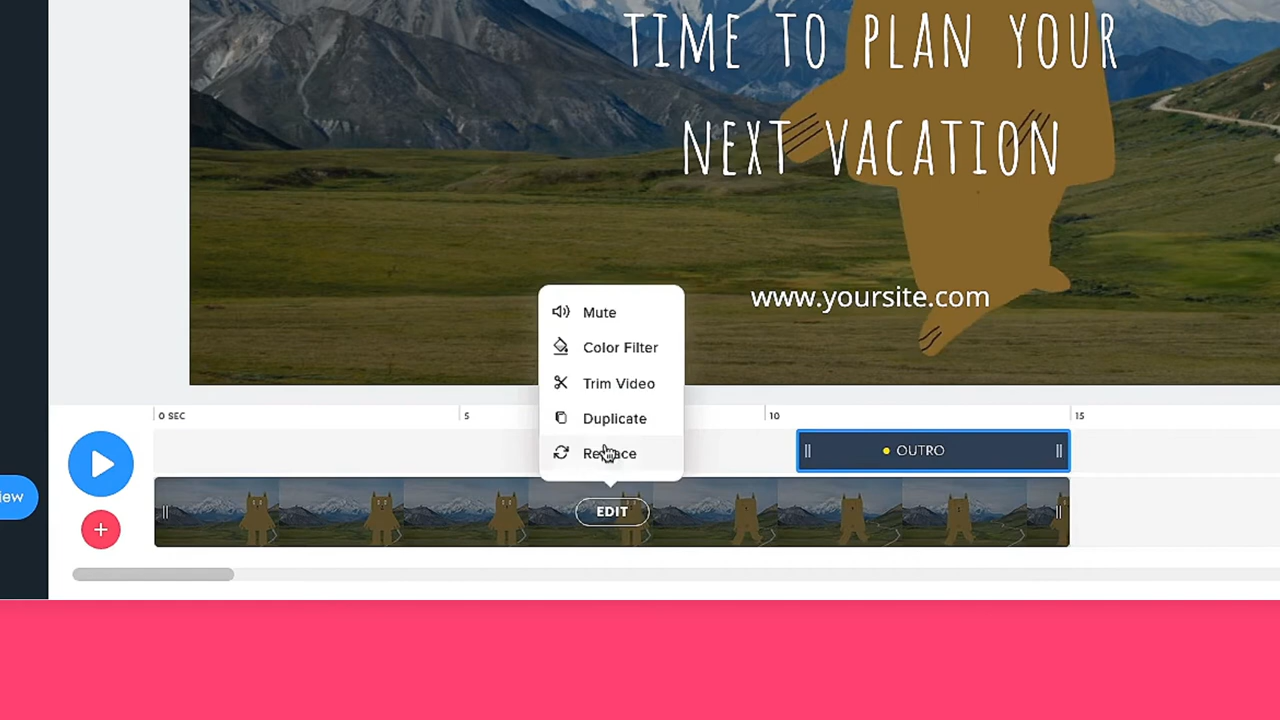 TIME TO PLAN YOUR
NEXT VACATION
www.yoursite.com
Mute
Color Filter
Trim Video
Duplicate
0 SEC
5
10
15
OUTRO
iew
EDIT